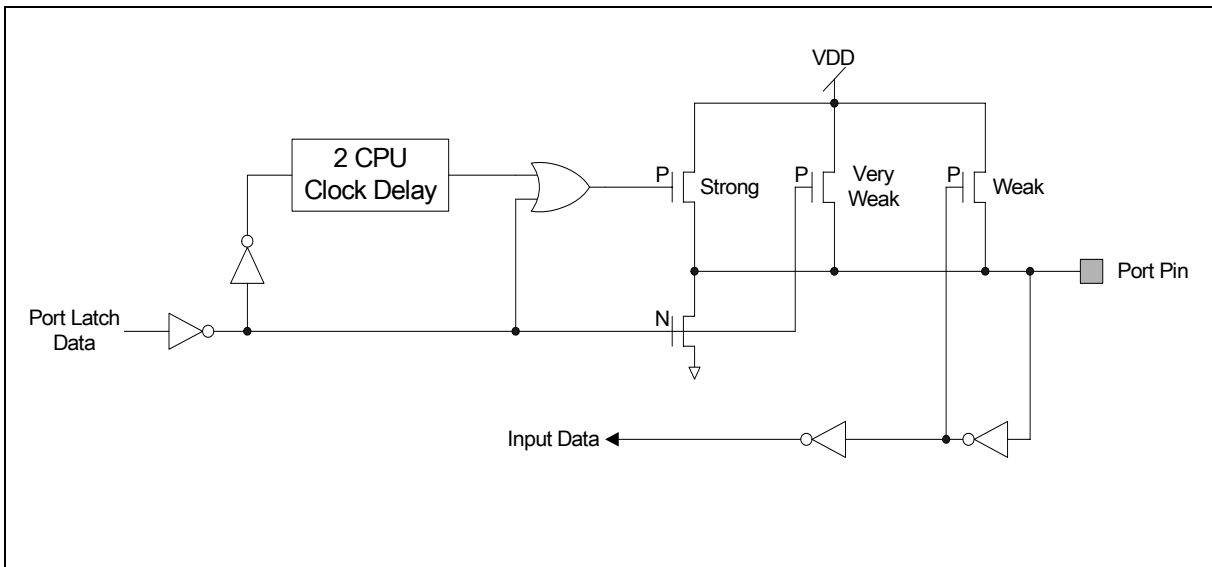 VDD
2 CPU
Clock Delay
P
Strong
P
Very
Weak
P
Weak
Port Pin
Port Latch
Data
N
Input Data